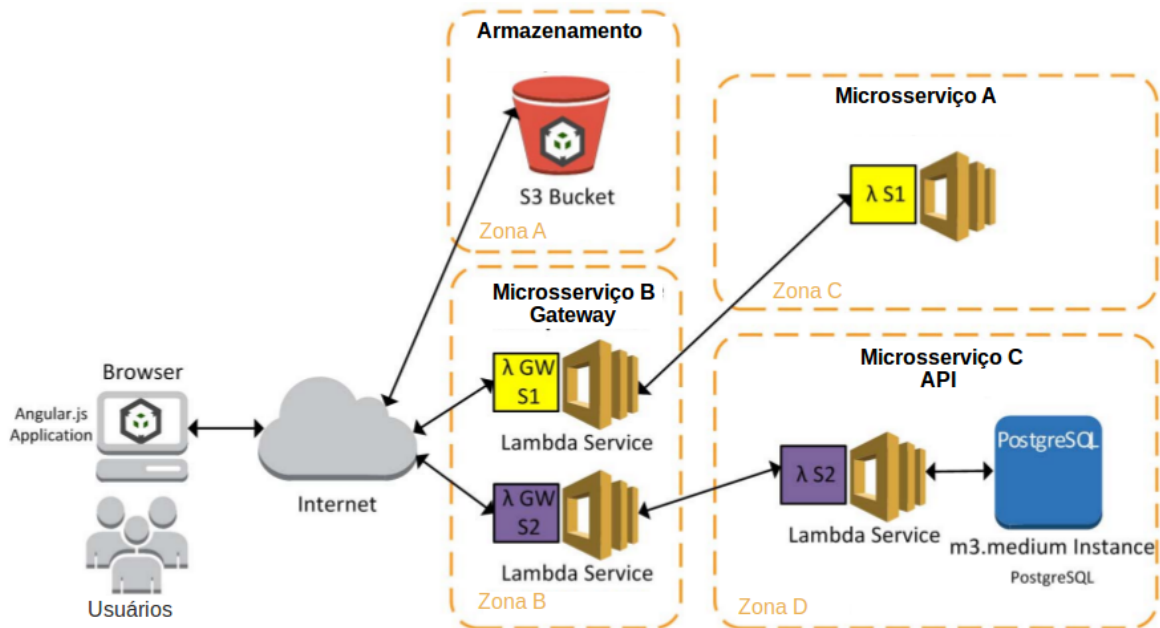 Armazenamento
S3 Bucket
Zona A
Microsserviço A
λ S1
Zona C
Microsserviço B
Gateway
λ GW
S1
Lambda Service
λ GW
S2
Lambda Service
Zona B
Microsserviço C
API
λ S2
Lambda Service
PostgreSQL
m3.medium Instance
PostgreSQL
Zona D
Browser
Angular.js
Application
Internet
Usuários